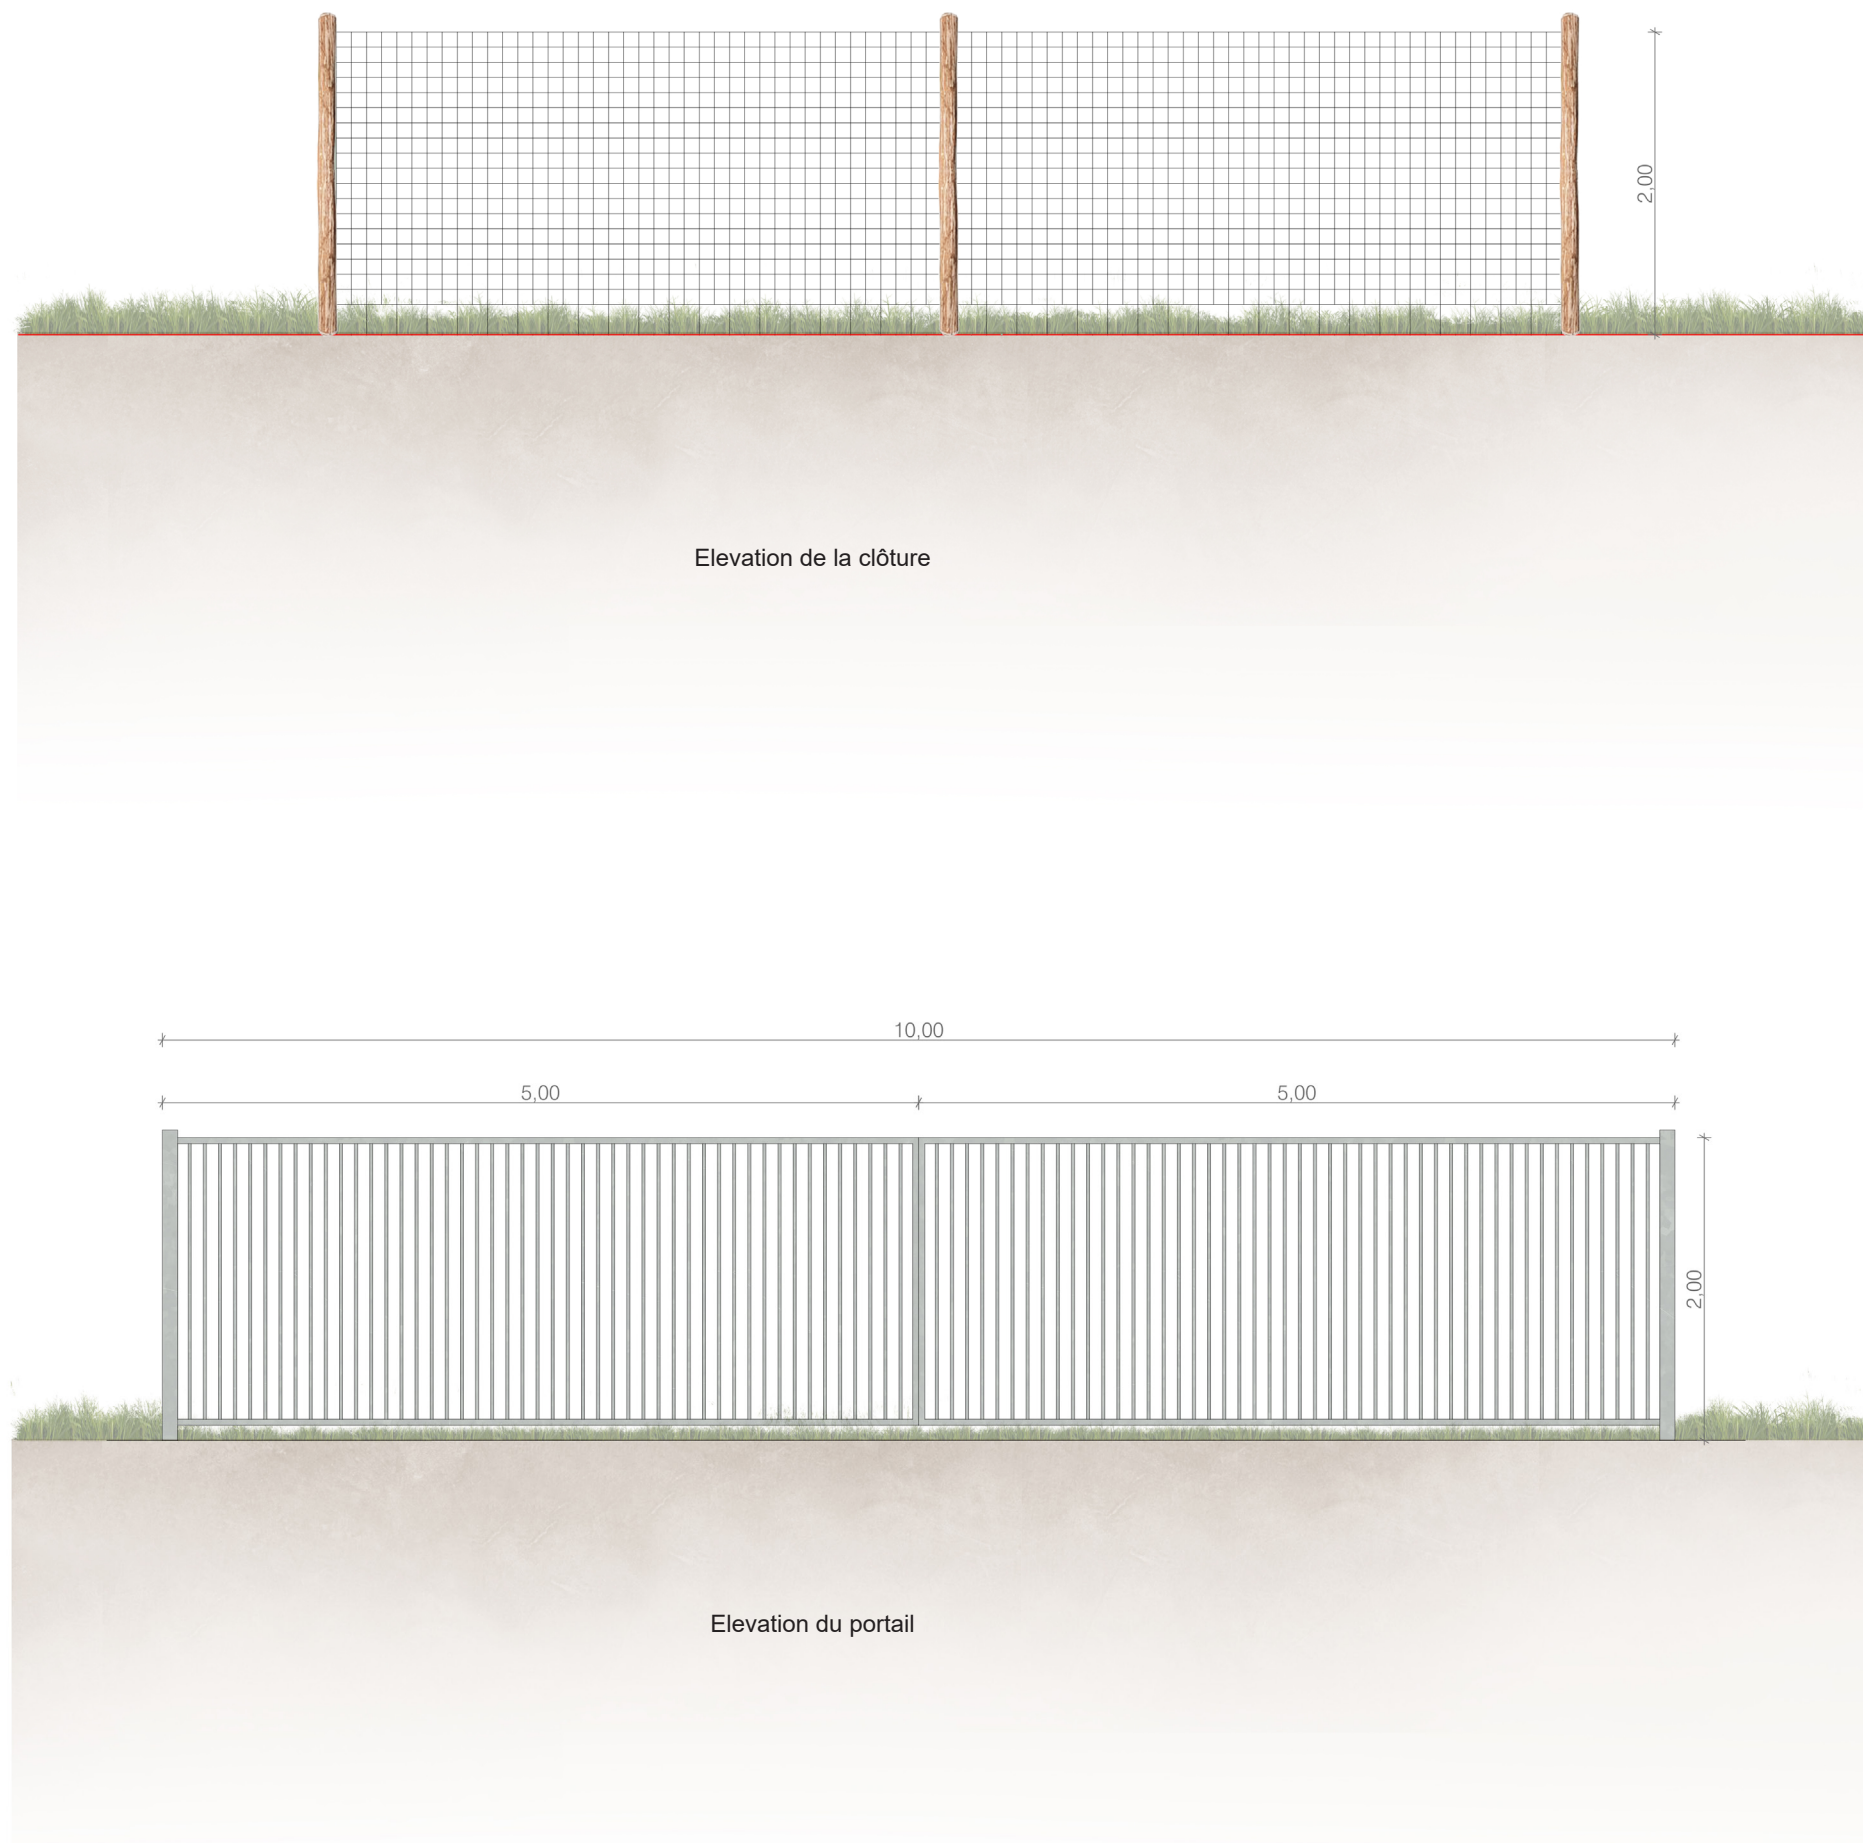 2,00
Elevation de la clôture
10,00
5,00 5,00
2,00
Elevation du portail